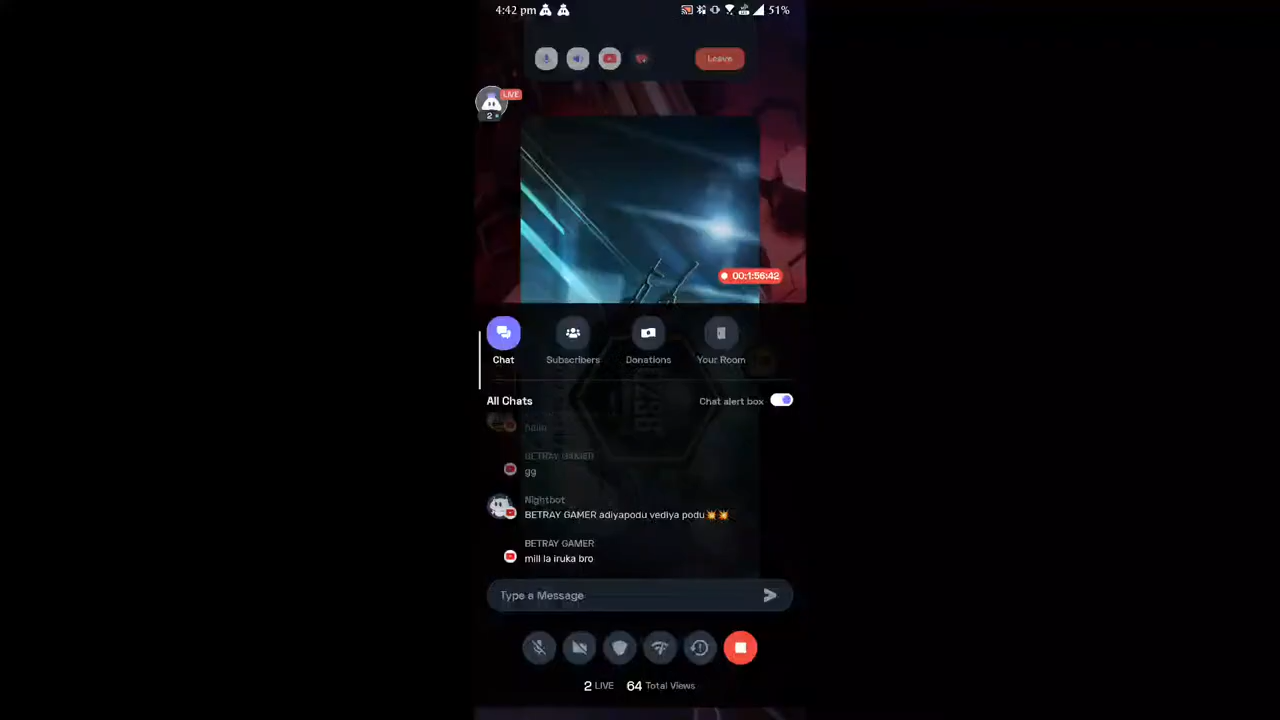 4:42 pm 51%
Leave
LIVE
2
00:1:56:42
Chat Subscribers Donations Your Room
All Chats Chat alert box
BETRAY GAMER
gg
Nightbot
BETRAY GAMER adiyapodu vediya podu💥💥
BETRAY GAMER
mill la iruka bro
Type a Message
2 LIVE 64 Total Views